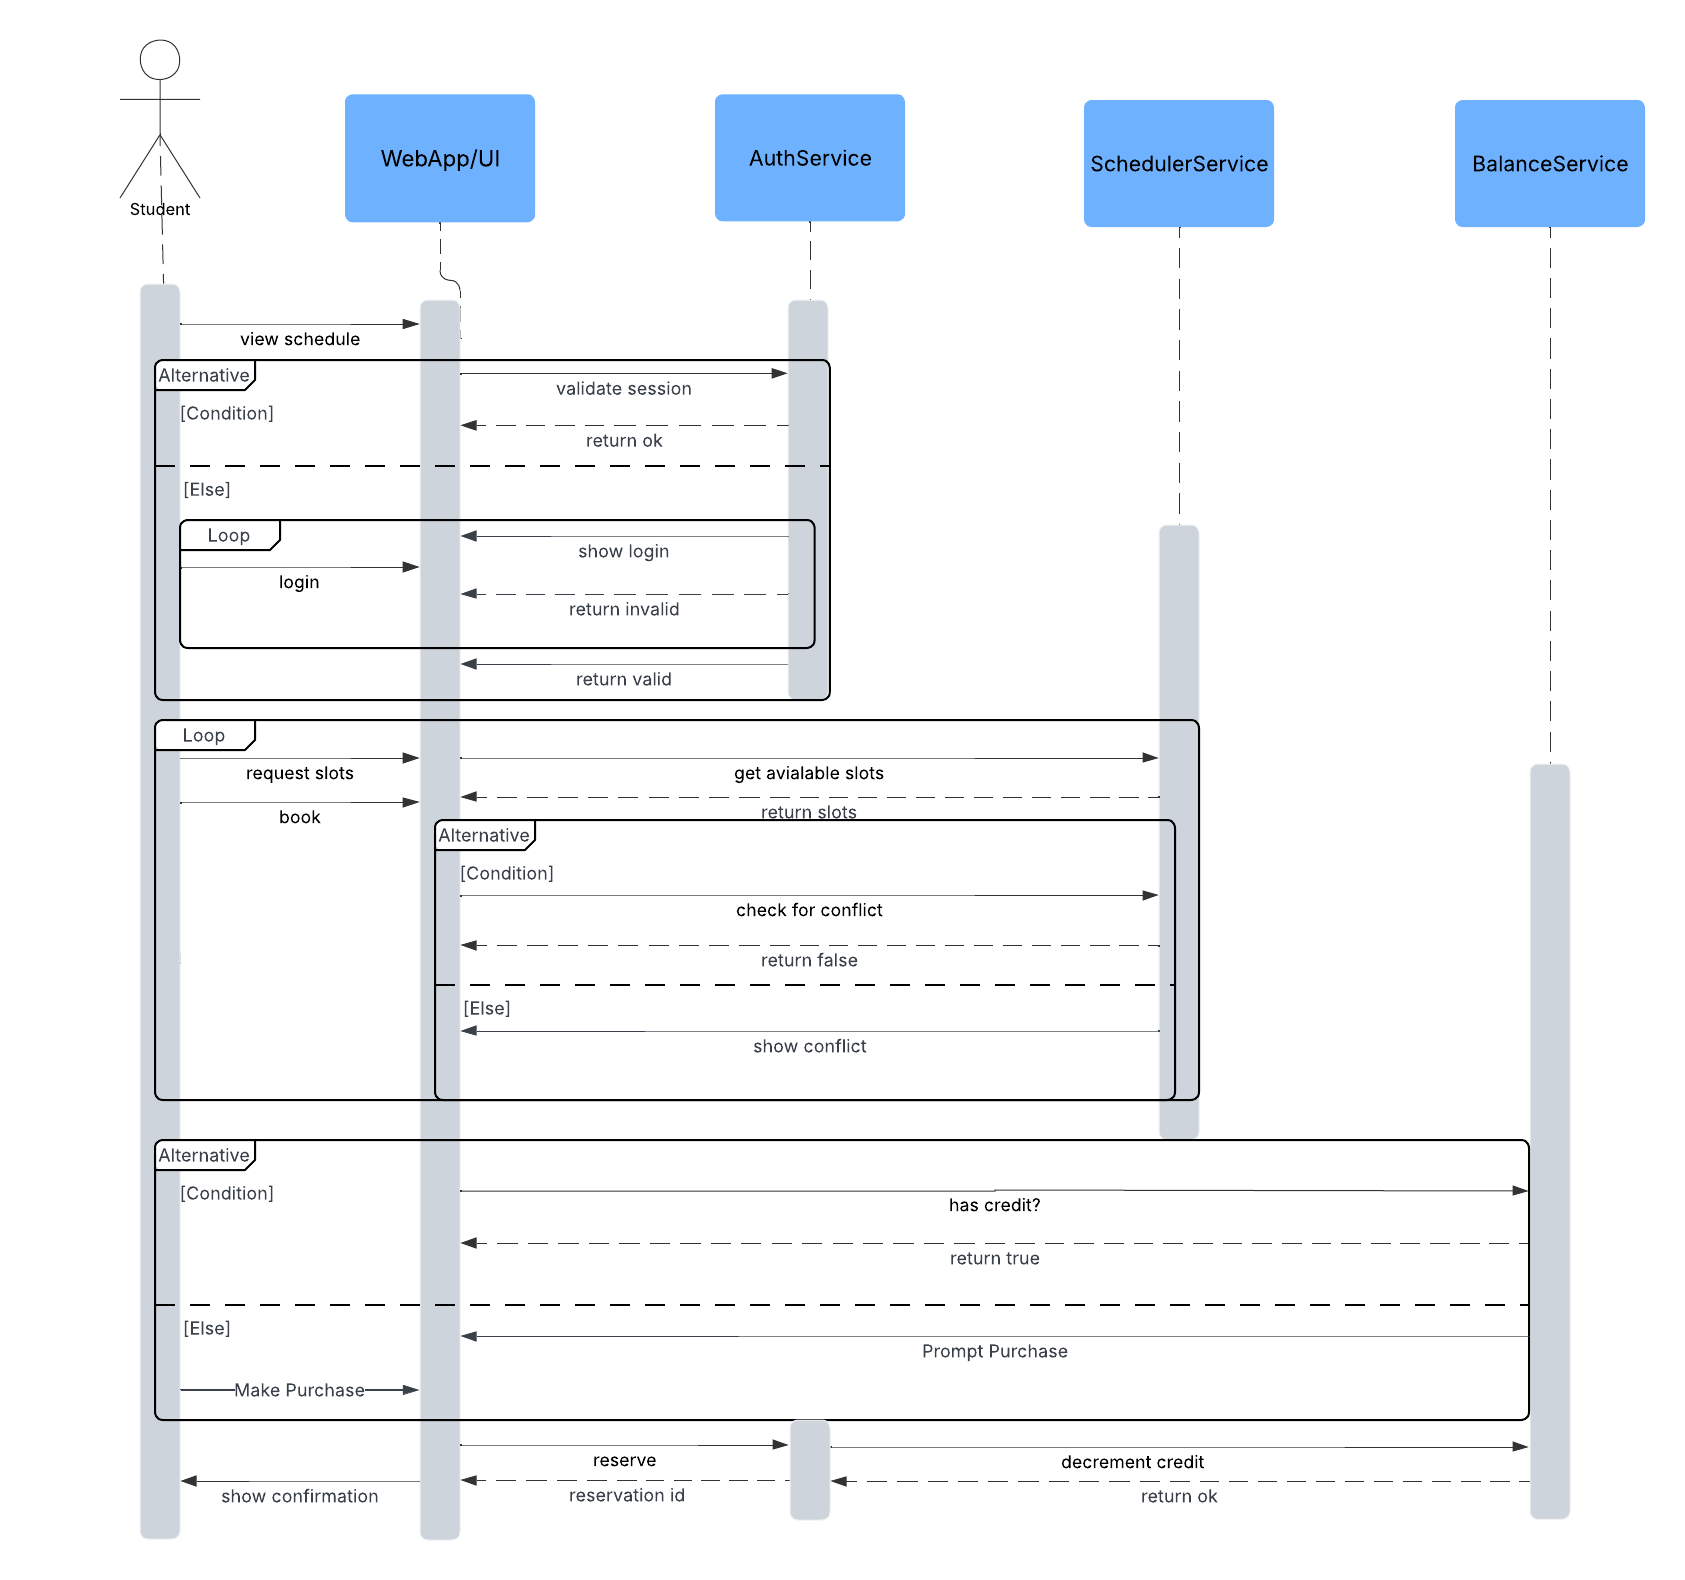 Student
WebApp/UI
AuthService
SchedulerService
BalanceService
view schedule
Alternative
validate session
[Condition]
return ok
[Else]
Loop
show login
login
return invalid
return valid
Loop
request slots
get avialable slots
book
return slots
Alternative
[Condition]
check for conflict
return false
[Else]
show conflict
Alternative
[Condition]
has credit?
return true
[Else]
Prompt Purchase
Make Purchase
reserve
decrement credit
show confirmation
reservation id
return ok